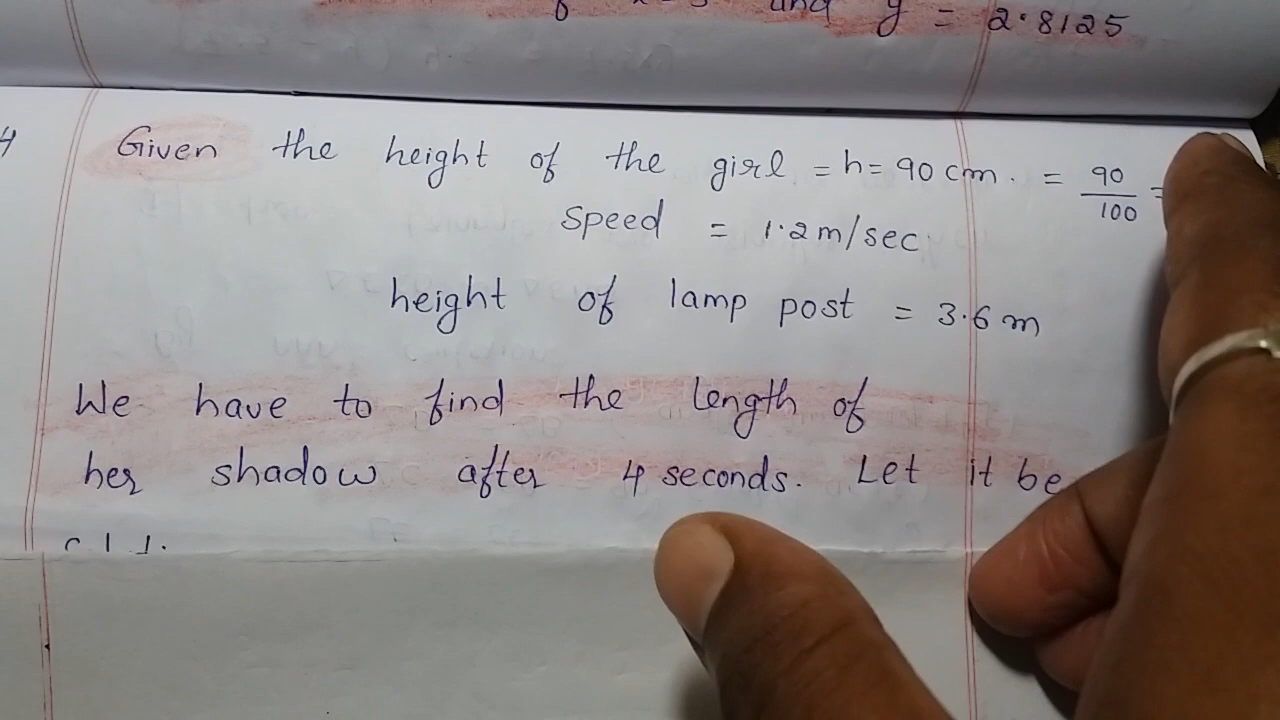 and y = 2.8125
4 Given the height of the girl = h = 90 cm. = 90/100 =
Speed = 1.2 m/sec.
height of lamp post = 3.6 m
We have to find the length of
her shadow after 4 seconds. Let it be